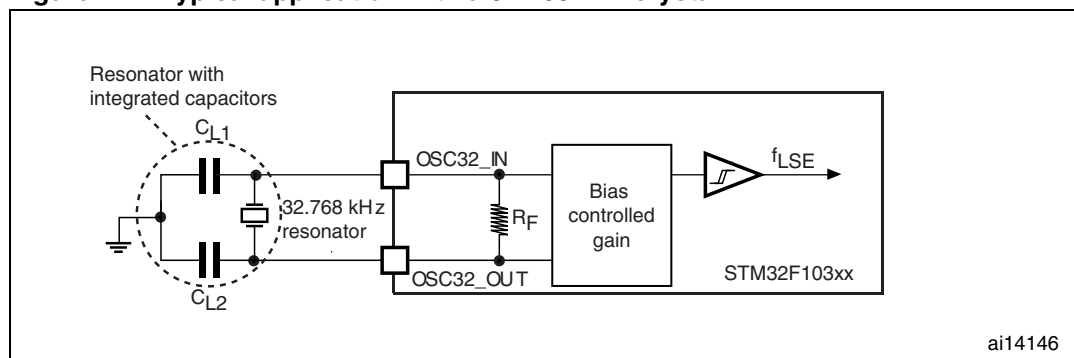 Resonator with
integrated capacitors
CL1
OSC32_IN
fLSE
32.768 kHz
resonator
RF
Bias
controlled
gain
OSC32_OUT
STM32F103xx
CL2
ai14146